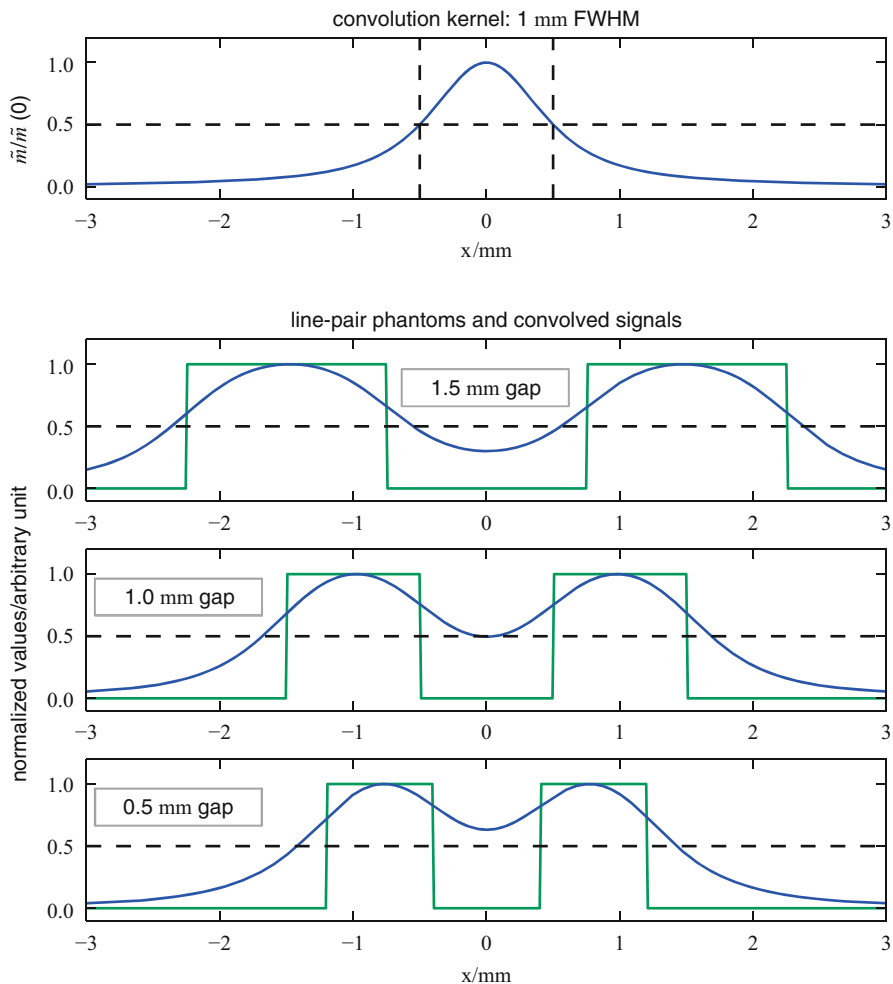 convolution kernel: 1 mm FWHM
m̃/m̃ (0)
1.0
0.5
0.0
−3 −2 −1 0 1 2 3
x/mm
line-pair phantoms and convolved signals
normalized values/arbitrary unit
1.0
0.5
0.0
1.5 mm gap
−3 −2 −1 0 1 2 3
1.0
0.5
0.0
1.0 mm gap
−3 −2 −1 0 1 2 3
1.0
0.5
0.0
0.5 mm gap
−3 −2 −1 0 1 2 3
x/mm